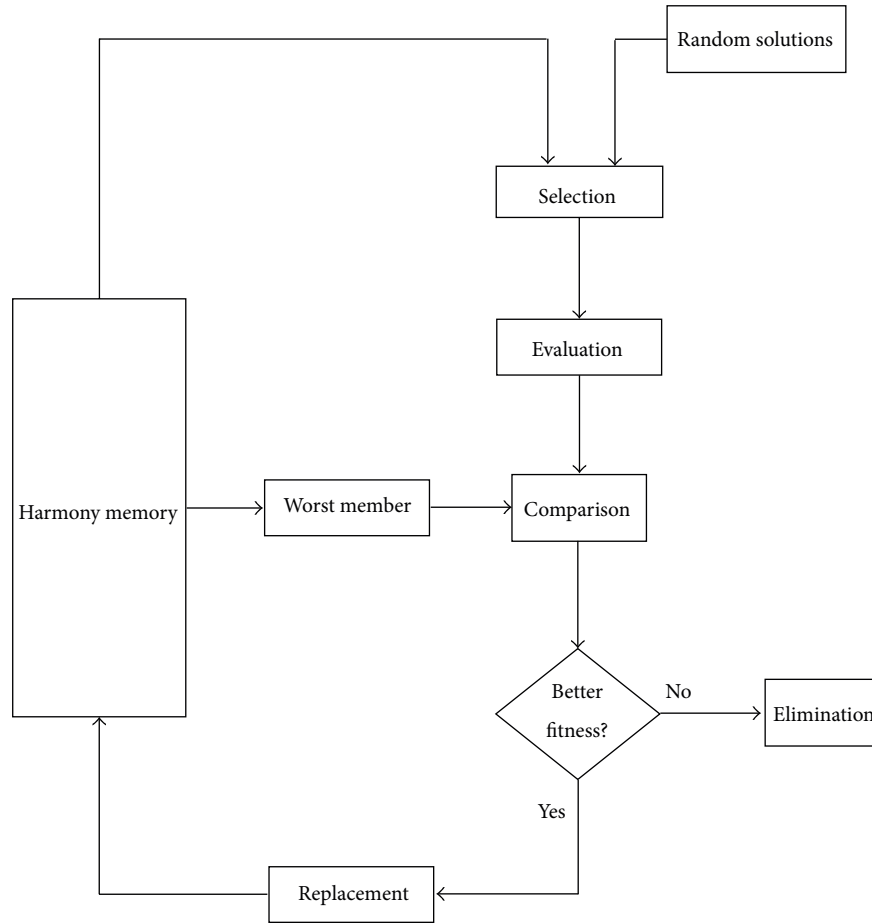 Random solutions
Selection
Evaluation
Harmony memory
Worst member
Comparison
Better
fitness?
No
Elimination
Yes
Replacement